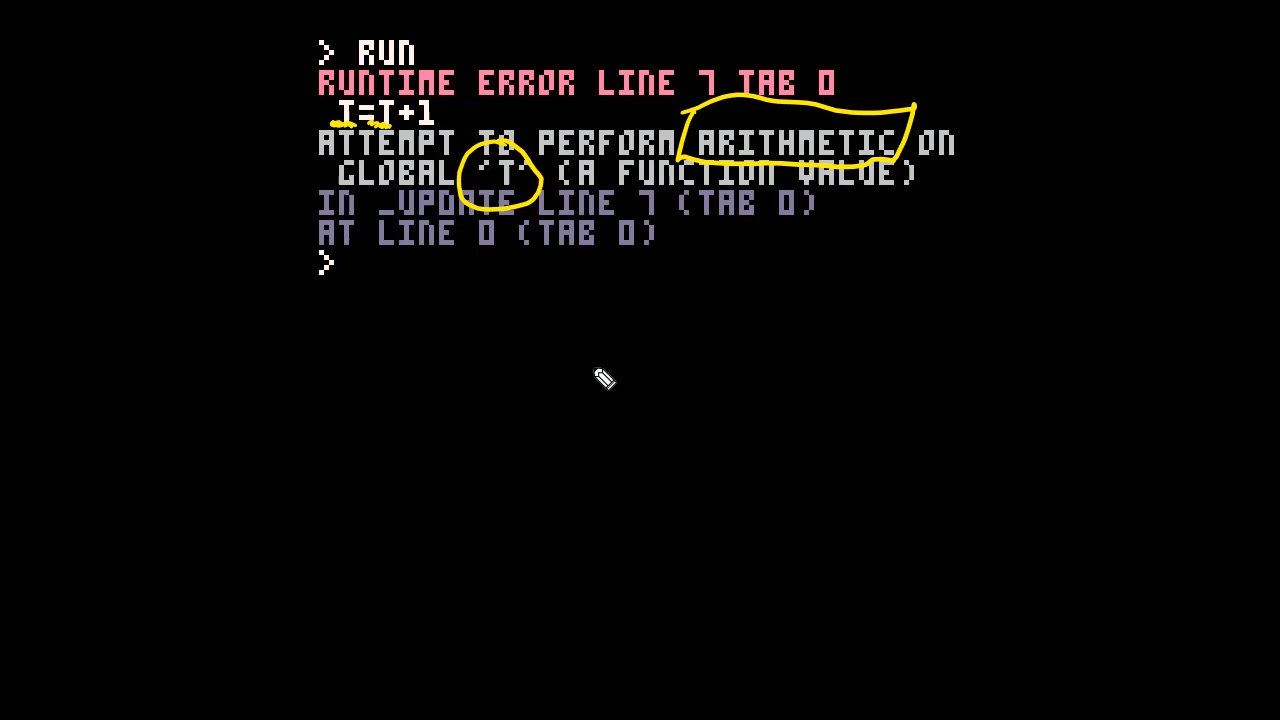 > RUN
RUNTIME ERROR LINE 7 TAB 0
T=T+1
ATTEMPT TO PERFORM ARITHMETIC ON
GLOBAL 'T' (A FUNCTION VALUE)
IN _UPDATE LINE 7 (TAB 0)
AT LINE 0 (TAB 0)
>